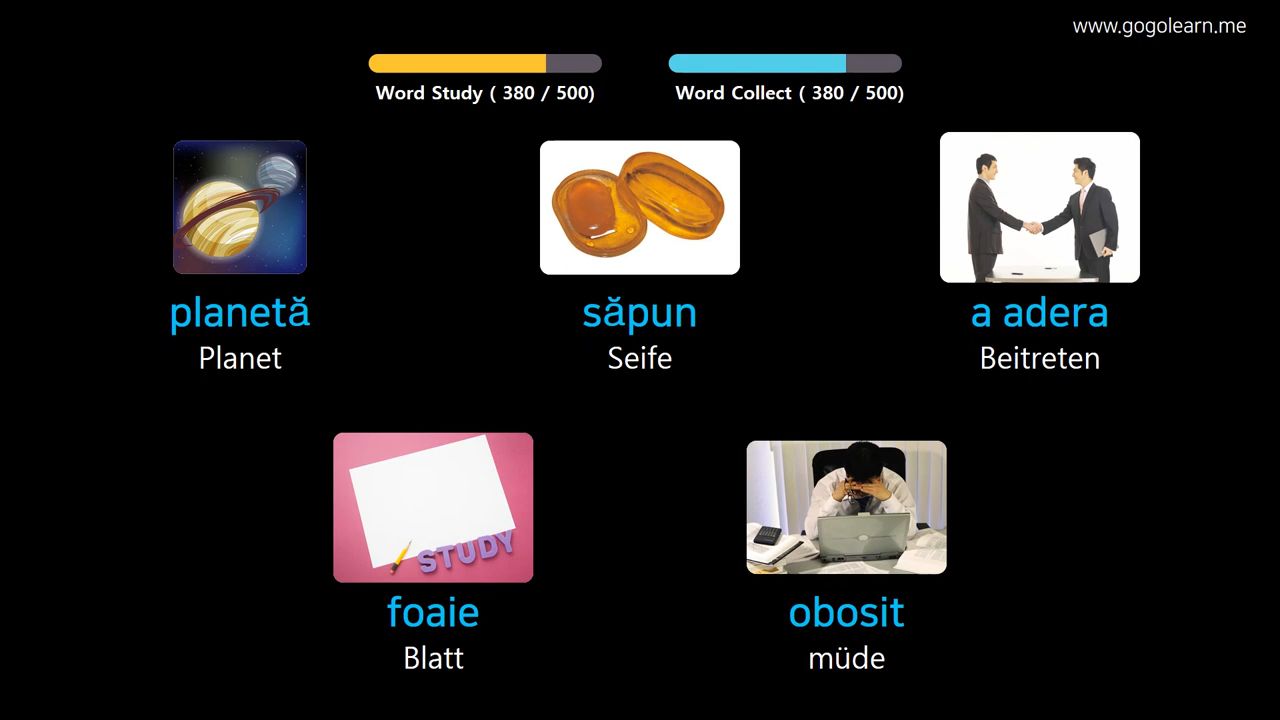 www.gogolearn.me
Word Study ( 380 / 500)
Word Collect ( 380 / 500)
planetă
Planet
săpun
Seife
a adera
Beitreten
STUDY
foaie
Blatt
obosit
müde